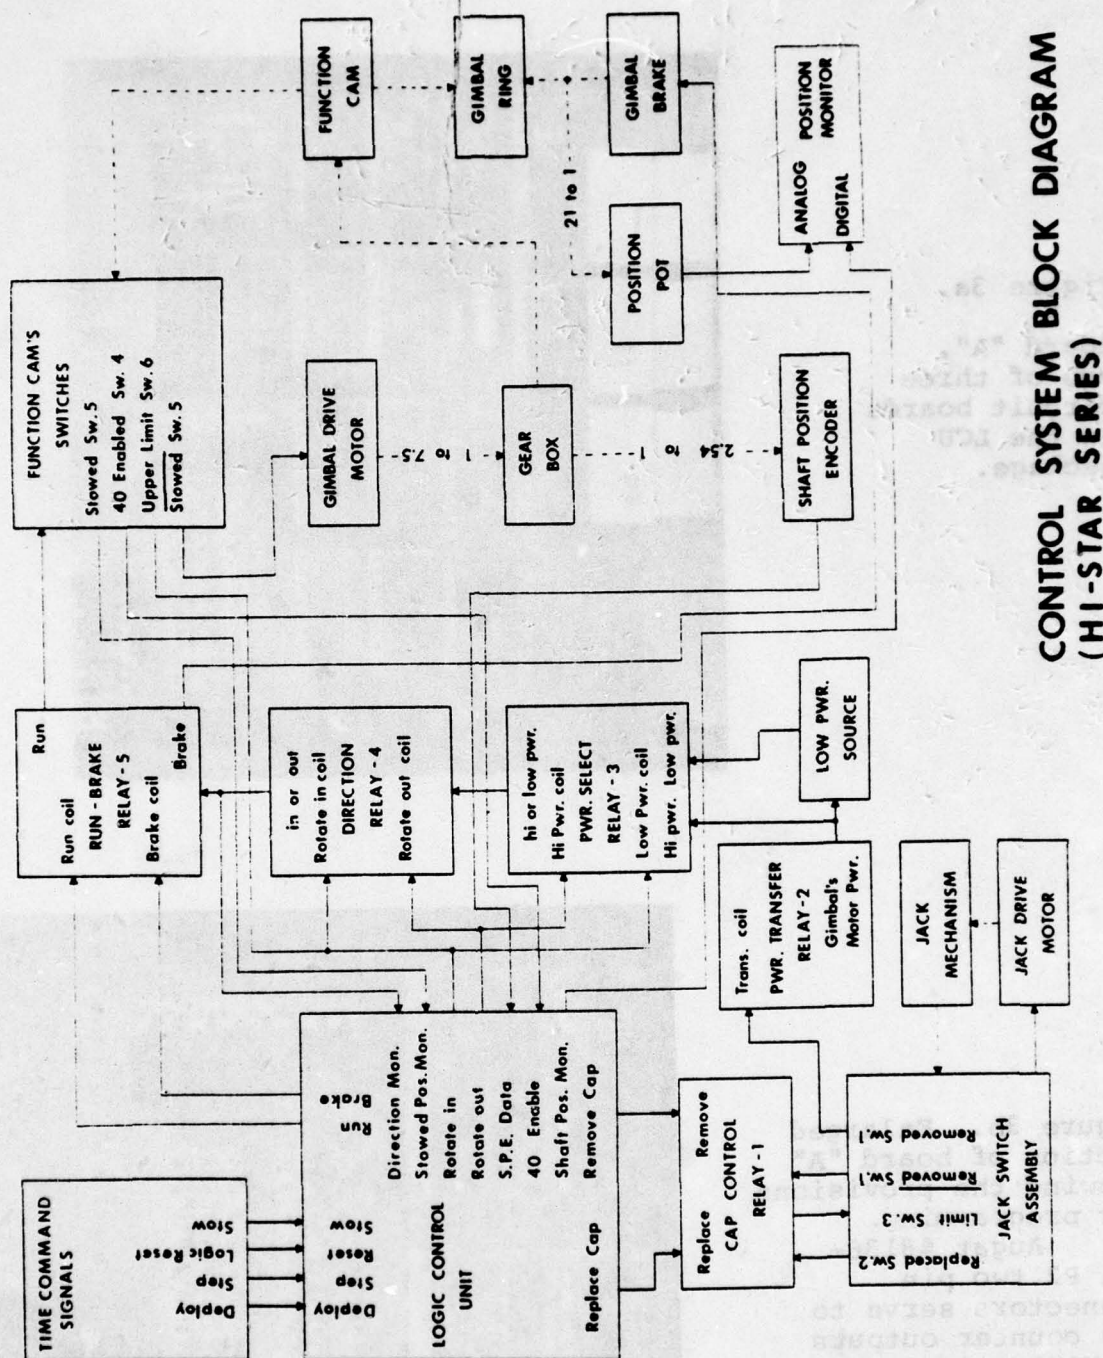 TIME COMMAND
SIGNALS
Deploy
Step
Logic Reset
Stow
Deploy
Step
Reset
Stow
LOGIC CONTROL
UNIT
Run
Brake
Direction Mon.
Stowed Pos. Mon.
Rotate in
Rotate out
S.P.E. Data
40 Enable
Shaft Pos. Mon.
Replace Cap
Remove Cap
Replace
Remove
CAP CONTROL
RELAY-1
Replaced Sw.2
Limit Sw.3
Removed Sw.1
Removed Sw.1
JACK SWITCH
ASSEMBLY
Run
Run coil
RUN-BRAKE
RELAY-5
Brake coil
Brake
in or out
Rotate in coil
DIRECTION
RELAY-4
Rotate out coil
hi or low pwr.
Hi Pwr. coil
PWR. SELECT
RELAY-3
Low Pwr. coil
Hi pwr. Low pwr.
Trans. coil
PWR. TRANSFER
RELAY-2
Gimbal's
Motor Pwr.
LOW PWR.
SOURCE
JACK
MECHANISM
JACK DRIVE
MOTOR
FUNCTION CAM'S
SWITCHES
Stowed Sw.5
40 Enabled Sw.4
Upper Limit Sw.6
Stowed Sw.5
GIMBAL DRIVE
MOTOR
1 to 7.5
GEAR
BOX
2.54 to 1
SHAFT POSITION
ENCODER
FUNCTION
CAM
GIMBAL
RING
21 to 1
GIMBAL
BRAKE
POSITION
POT
ANALOG POSITION
MONITOR
DIGITAL
CONTROL SYSTEM BLOCK DIAGRAM
(HI-STAR SERIES)